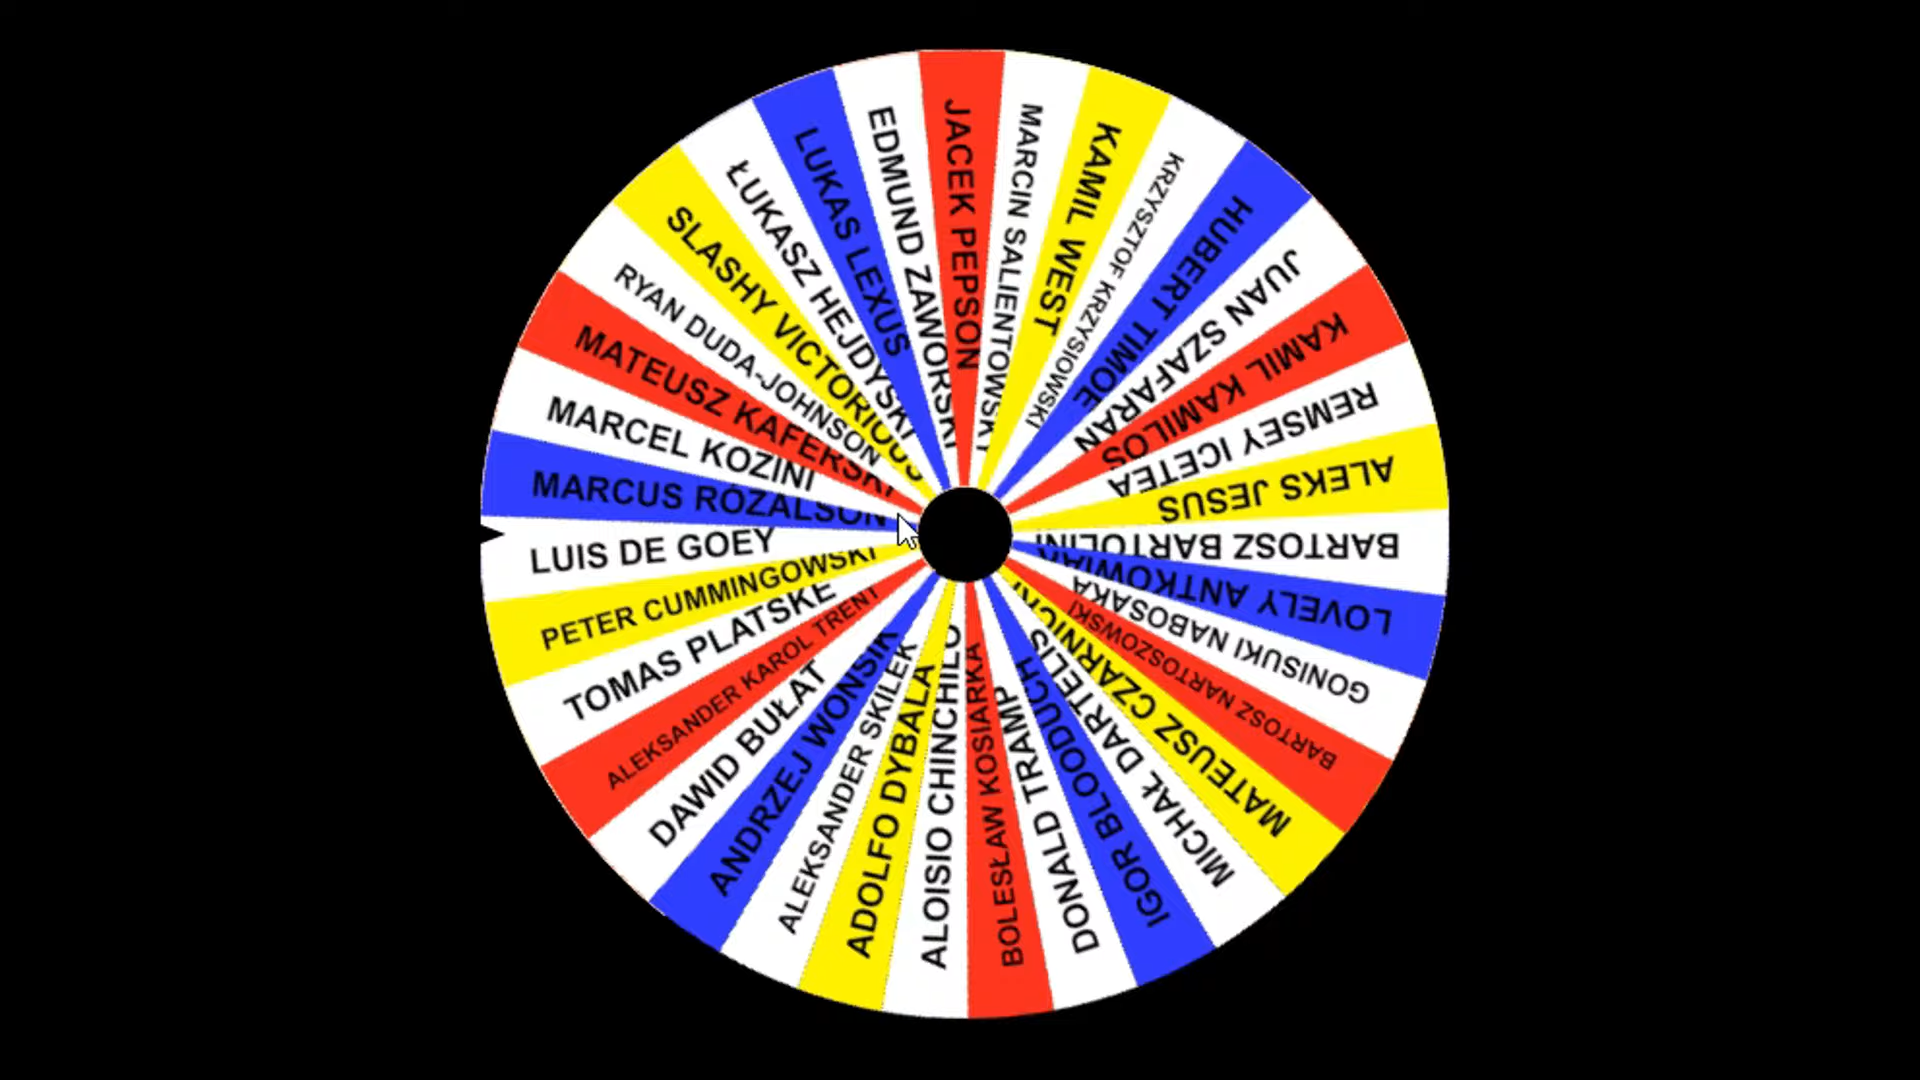 JACEK PEPSON
MARCIN SALIENTOWSKI
KAMIL WEST
KRZYSZTOF KRZYSIOWSKI
HUBERT TIMOE
JUAN SZAFARAN
KAMIL KAMILOS
REMSEY ICETEA
ALEKS JESUS
BARTOSZ BARTOLINI
LOVELY ANTKOWIAK
GONISUKI NABOSAKA
BARTOSZ NARTOSZOWSKI
MATEUSZ CZARNICKI
MICHAŁ DARTELIS
IGOR BLOODUCH
DONALD TRAMP
BOLESŁAW KOSIARKA
ALOISIO CHINCHILO
ADOLFO DYBALA
ALEKSANDER SKILEK
ANDRZEJ WONSIK
DAWID BUŁAT
ALEKSANDER KAROL TRENT
TOMAS PLATSKE
PETER CUMMINGOWSKI
LUIS DE GOEY
MARCUS RÓZALSON
MARCEL KOZINI
MATEUSZ KAFERSKI
RYAN DUDA-JOHNSON
SLASHY VICTORIOUS
ŁUKASZ HEJDYSKI
LUKAS LEXUS
EDMUND ZAWORSKI